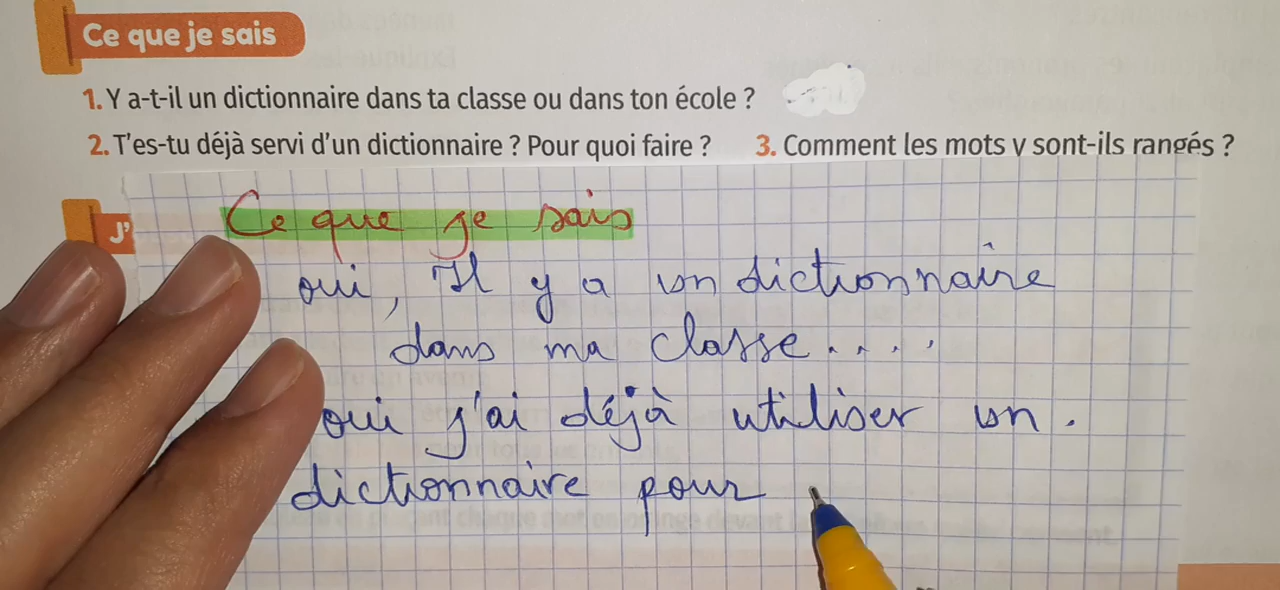 Ce que je sais
1. Y a-t-il un dictionnaire dans ta classe ou dans ton école ?
2. T'es-tu déjà servi d'un dictionnaire ? Pour quoi faire ? 3. Comment les mots y sont-ils rangés ?
J'
Ce que je sais
oui, Il y a un dictionnaire
dans ma classe....
oui j'ai déjà utiliser un.
dictionnaire pour